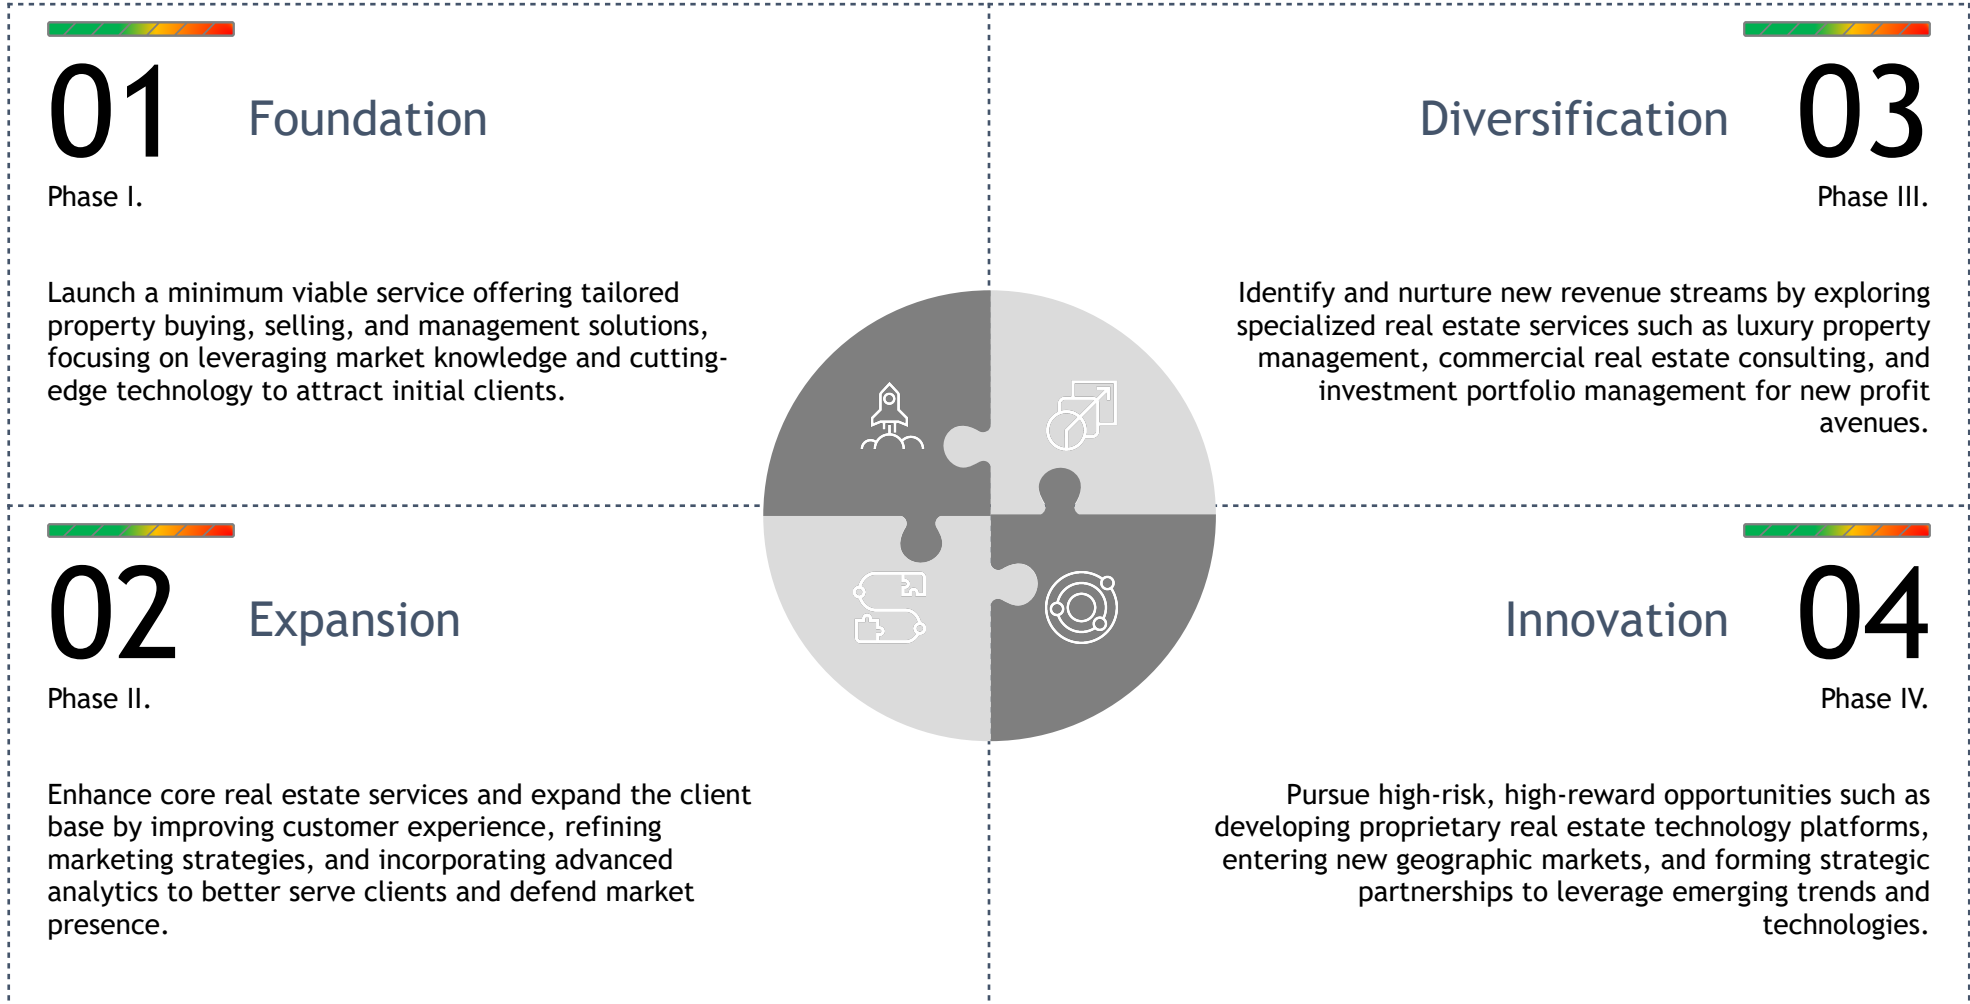 01
Foundation
Phase I.
Launch a minimum viable service offering tailored
property buying, selling, and management solutions,
focusing on leveraging market knowledge and cutting-
edge technology to attract initial clients.
02
Expansion
Phase II.
Enhance core real estate services and expand the client
base by improving customer experience, refining
marketing strategies, and incorporating advanced
analytics to better serve clients and defend market
presence.
Diversification
03
Phase III.
Identify and nurture new revenue streams by exploring
specialized real estate services such as luxury property
management, commercial real estate consulting, and
investment portfolio management for new profit
avenues.
Innovation
04
Phase IV.
Pursue high-risk, high-reward opportunities such as
developing proprietary real estate technology platforms,
entering new geographic markets, and forming strategic
partnerships to leverage emerging trends and
technologies.